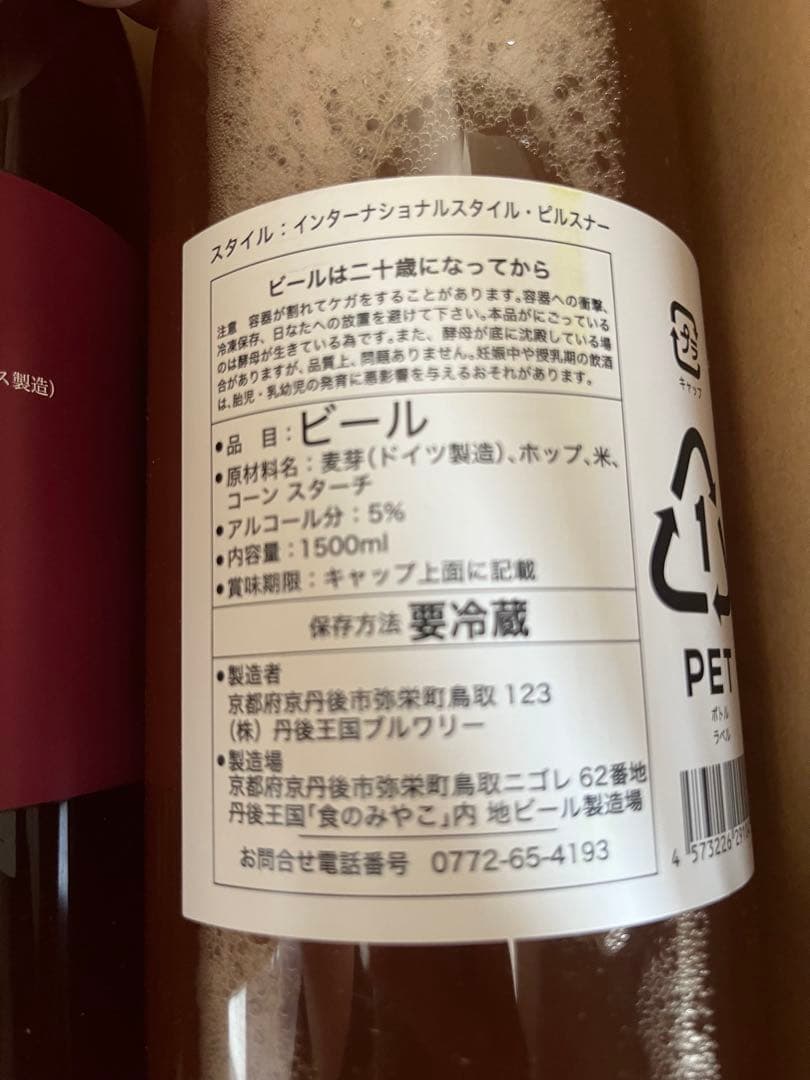 ス製造)
スタイル：インターナショナルスタイル・ピルスナー
ビールは二十歳になってから
注意 容器が割れてケガをすることがあります。容器への衝撃、
冷凍保存、日なたへの放置を避けて下さい。本品がにごっている
のは酵母が生きている為です。また、酵母が底に沈殿している場
合がありますが、品質上、問題ありません。妊娠中や授乳期の飲酒
は、胎児・乳幼児の発育に悪影響を与えるおそれがあります。
●品 目：ビール
●原材料名：麦芽(ドイツ製造)、ホップ、米、
コーン スターチ
●アルコール分：5%
●内容量：1500ml
●賞味期限：キャップ上面に記載
保存方法 要冷蔵
●製造者
京都府京丹後市弥栄町鳥取 123
(株) 丹後王国ブルワリー
●製造場
京都府京丹後市弥栄町鳥取ニゴレ 62番地
丹後王国「食のみやこ」内 地ビール製造場
お問合せ電話番号 0772-65-4193
プラ
キャップ
1
PET
ボトル
ラベル
4 573226